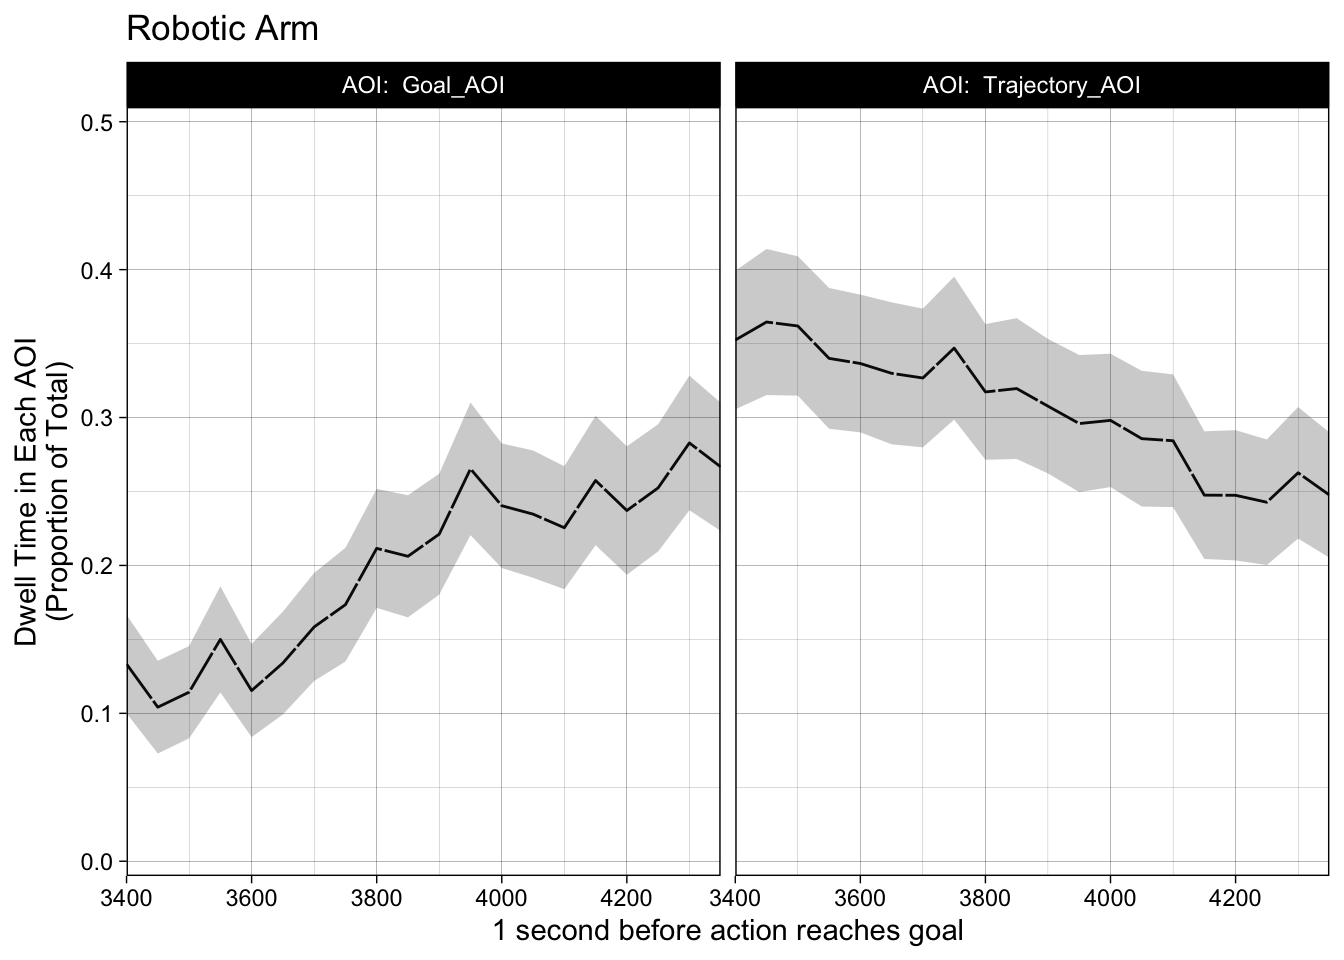 Robotic Arm
AOI:  Goal_AOI
AOI:  Trajectory_AOI
Dwell Time in Each AOI
(Proportion of Total)
0.5
0.4
0.3
0.2
0.1
0.0
3400 3600 3800 4000 4200
3400 3600 3800 4000 4200
1 second before action reaches goal